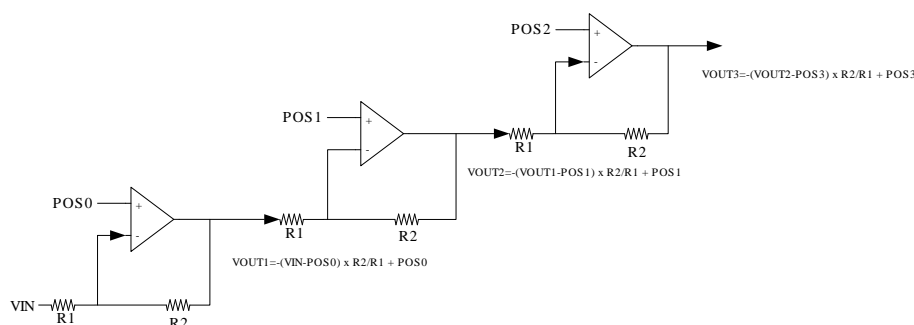 POS2
+
-
VOUT3=-(VOUT2-POS3) x R2/R1 + POS3
POS1
+
-
R1
R2
VOUT2=-(VOUT1-POS1) x R2/R1 + POS1
POS0
+
-
R1
R2
VOUT1=-(VIN-POS0) x R2/R1 + POS0
VIN
R1
R2